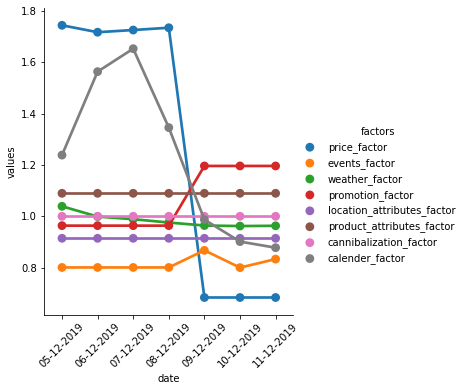 1.8
1.6
1.4
1.2
1.0
0.8
values
05-12-2019
06-12-2019
07-12-2019
08-12-2019
09-12-2019
10-12-2019
11-12-2019
date
factors
price_factor
events_factor
weather_factor
promotion_factor
location_attributes_factor
product_attributes_factor
cannibalization_factor
calender_factor